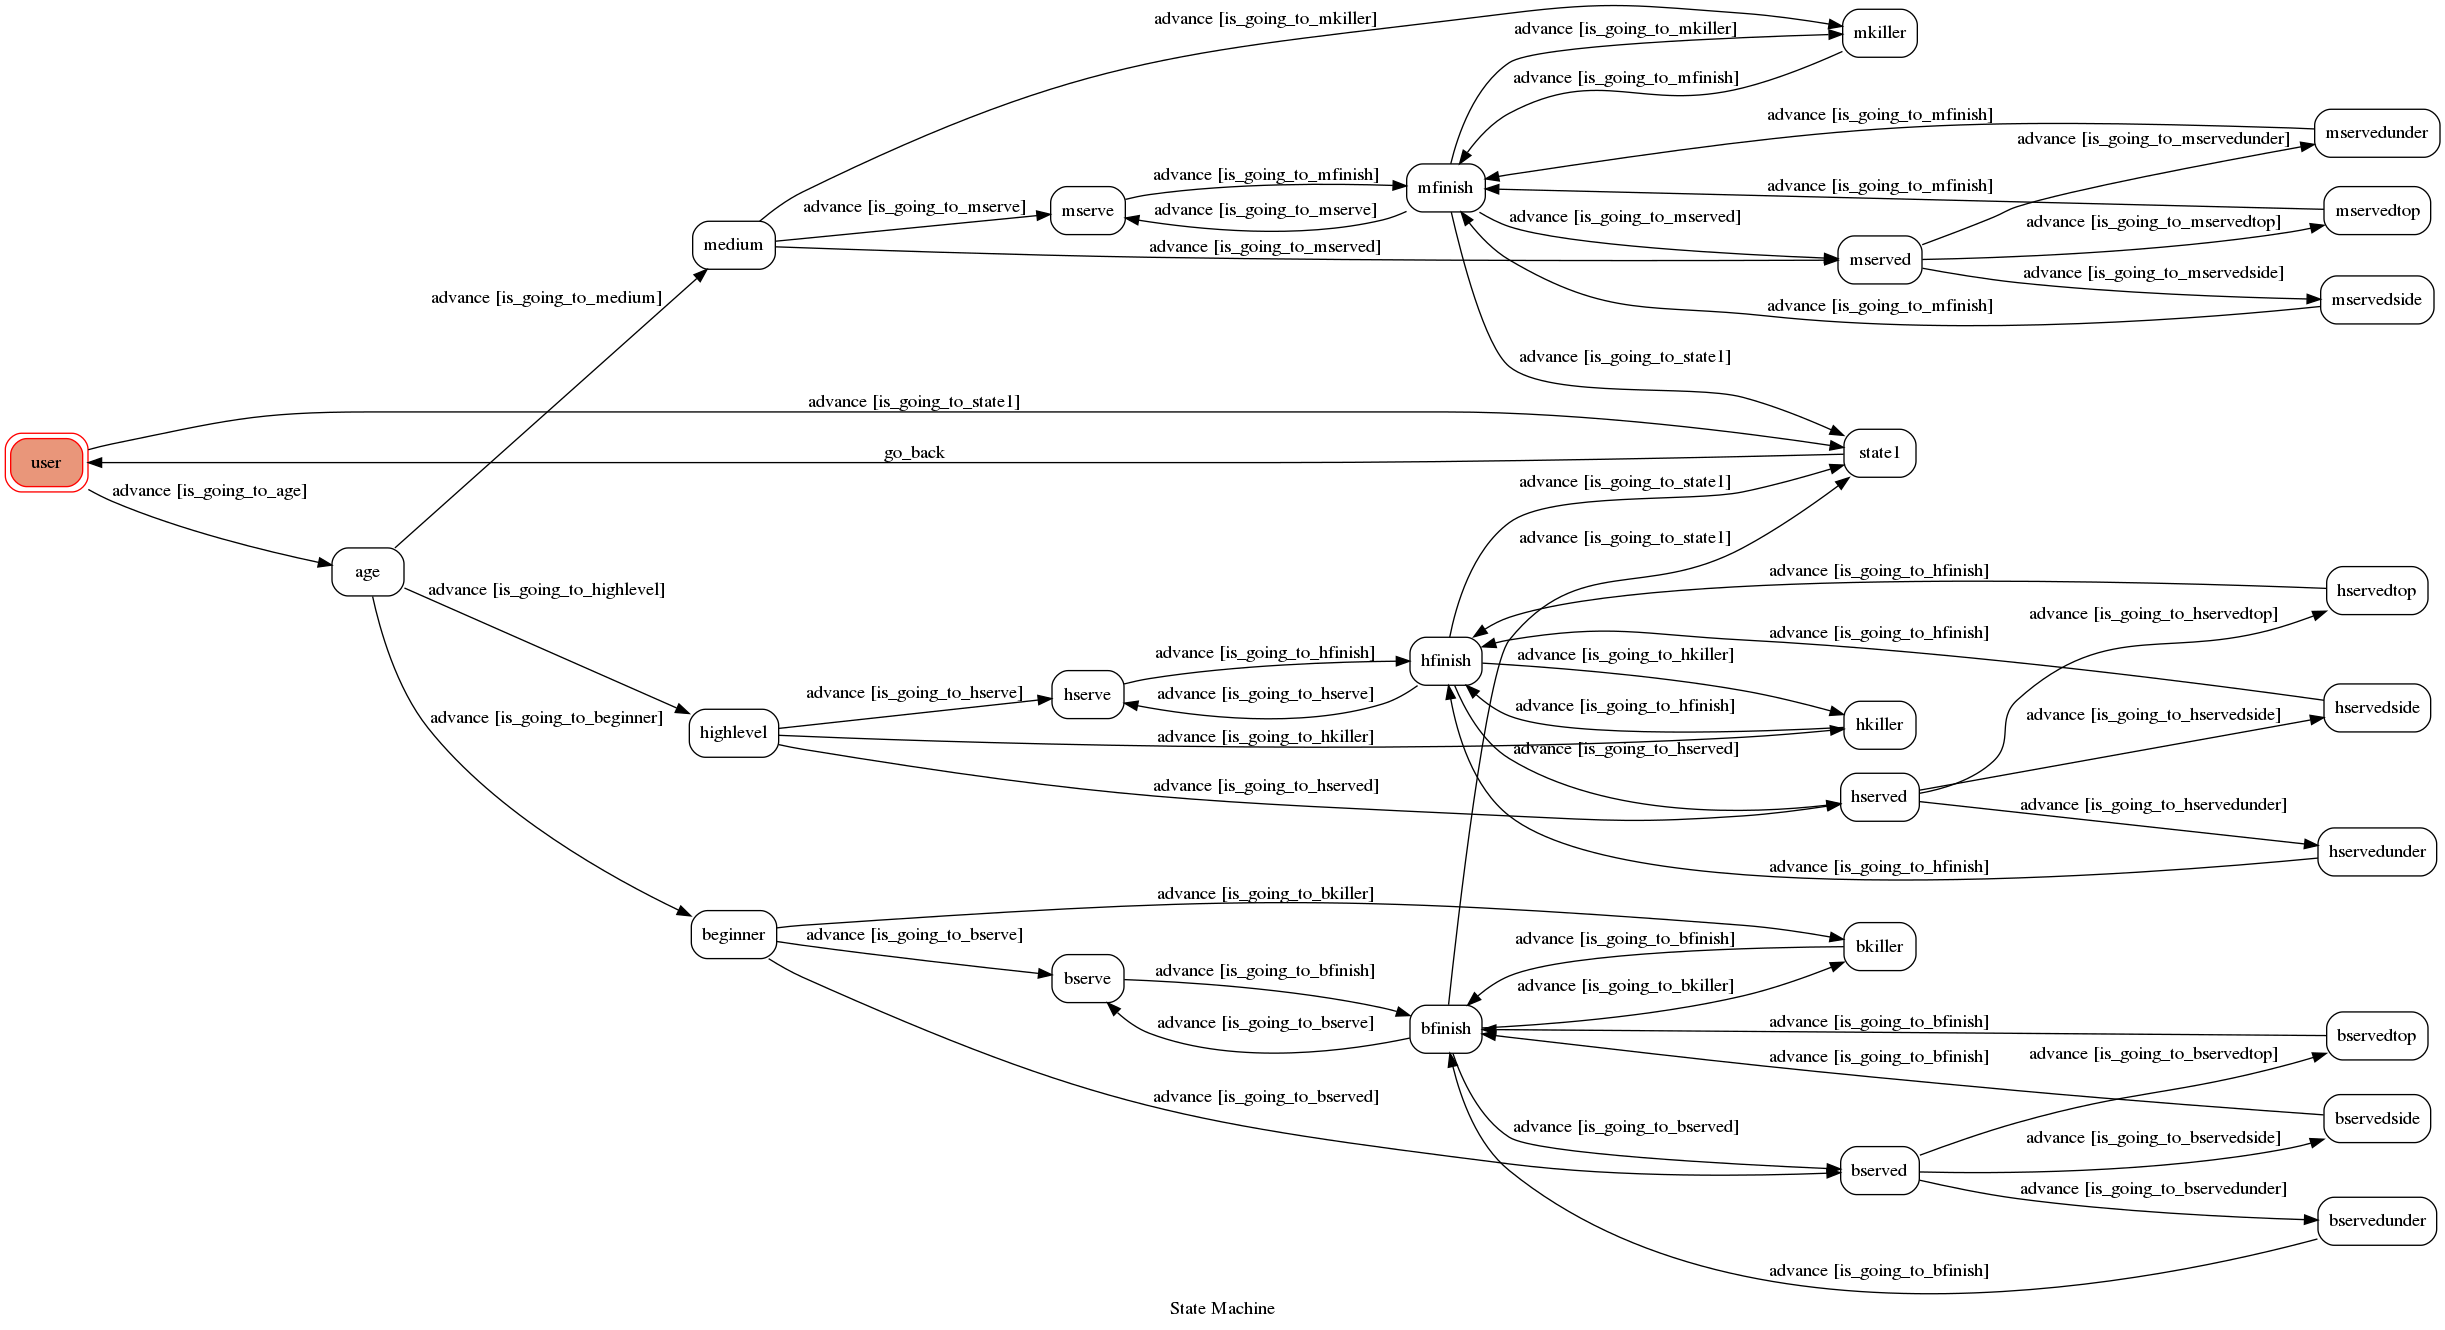 advance [is_going_to_mkiller]
mkiller
advance [is_going_to_mkiller]
advance [is_going_to_mfinish]
advance [is_going_to_mfinish]
mservedunder
advance [is_going_to_mservedunder]
advance [is_going_to_mfinish]
mfinish
advance [is_going_to_mfinish]
advance [is_going_to_mserve]
mserve
advance [is_going_to_mserve]
advance [is_going_to_mserved]
mservedtop
advance [is_going_to_mservedtop]
medium
advance [is_going_to_mserved]
mserved
advance [is_going_to_mservedside]
advance [is_going_to_medium]
mservedside
advance [is_going_to_mfinish]
advance [is_going_to_state1]
advance [is_going_to_state1]
go_back
state1
user
advance [is_going_to_age]
advance [is_going_to_state1]
advance [is_going_to_state1]
age
advance [is_going_to_hfinish]
advance [is_going_to_highlevel]
hservedtop
advance [is_going_to_hservedtop]
advance [is_going_to_hfinish]
advance [is_going_to_hfinish]
hfinish
advance [is_going_to_hkiller]
advance [is_going_to_hserve]
hserve
advance [is_going_to_hserve]
advance [is_going_to_hfinish]
hservedside
advance [is_going_to_hservedside]
advance [is_going_to_beginner]
highlevel
advance [is_going_to_hkiller]
hkiller
advance [is_going_to_hserved]
advance [is_going_to_hserved]
hserved
advance [is_going_to_hservedunder]
hservedunder
advance [is_going_to_hfinish]
advance [is_going_to_bkiller]
beginner
advance [is_going_to_bserve]
advance [is_going_to_bfinish]
bkiller
advance [is_going_to_bfinish]
bserve
advance [is_going_to_bkiller]
advance [is_going_to_bserve]
bfinish
advance [is_going_to_bfinish]
bservedtop
advance [is_going_to_bservedtop]
advance [is_going_to_bfinish]
advance [is_going_to_bserved]
advance [is_going_to_bserved]
bservedside
advance [is_going_to_bservedside]
bserved
advance [is_going_to_bservedunder]
bservedunder
advance [is_going_to_bfinish]
State Machine